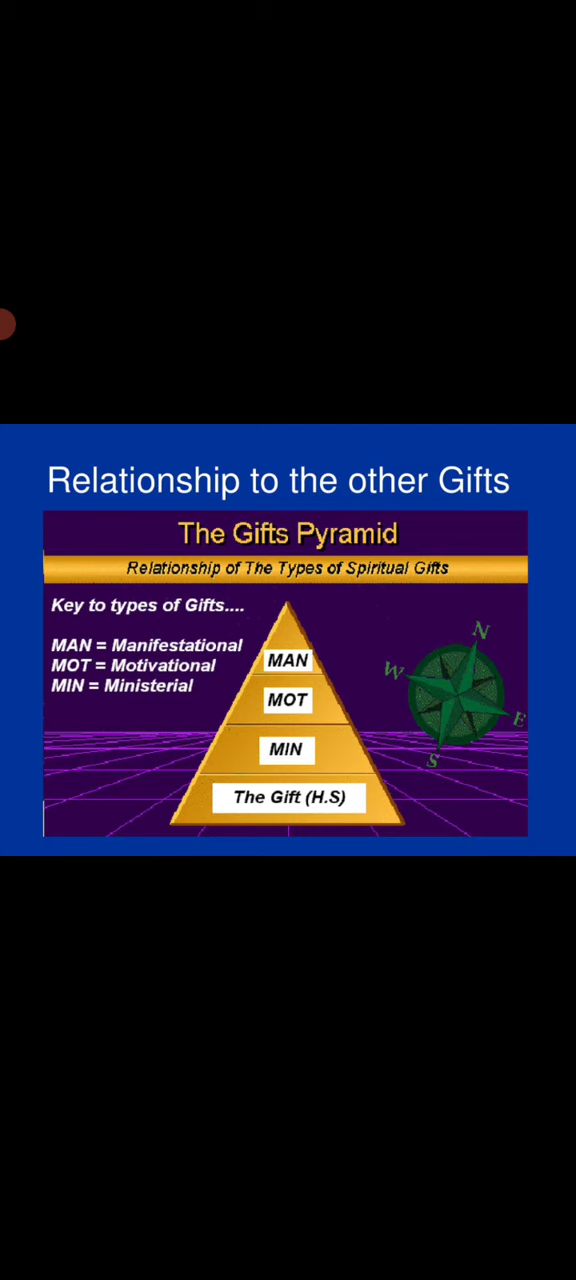 Relationship to the other Gifts
The Gifts Pyramid
Relationship of The Types of Spiritual Gifts
Key to types of Gifts....
MAN = Manifestational
MOT = Motivational
MIN = Ministerial
MAN
MOT
MIN
The Gift (H.S)
N
W
E
S